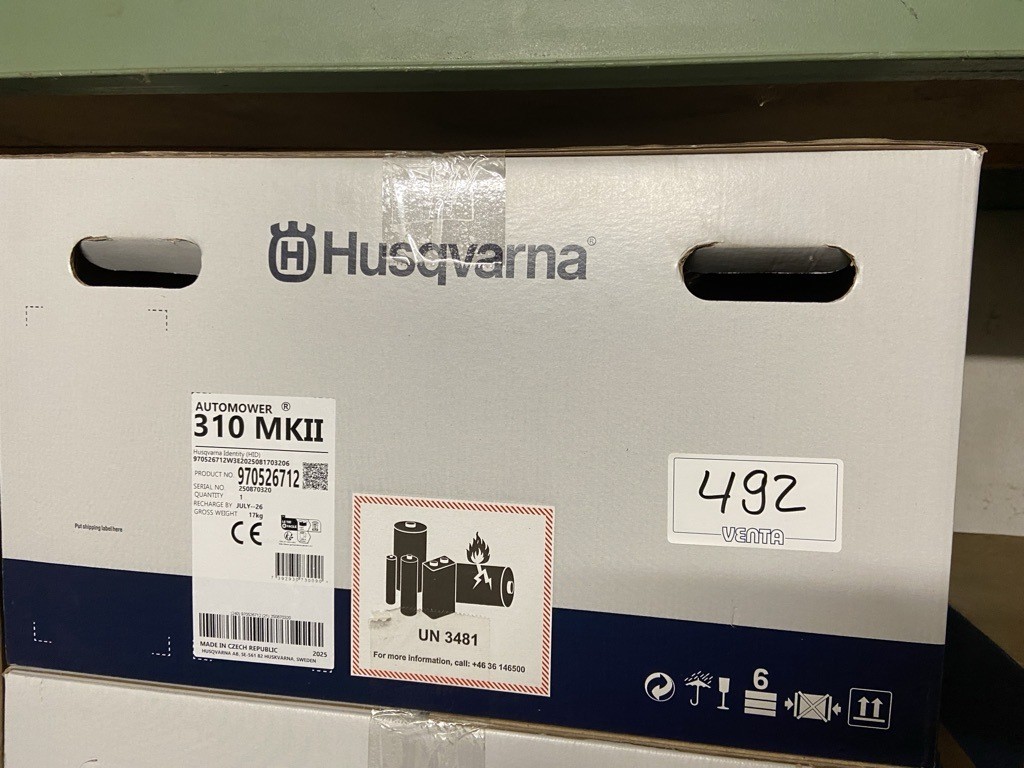 Husqvarna®
AUTOMOWER ®
310 MKII
Husqvarna Identity (HID)
970526712W3E2025081703206
PRODUCT NO. 970526712
SERIAL NO. 250870320
QUANTITY 1
RECHARGE BY JULY--26
GROSS WEIGHT 17kg
CE
MADE IN CZECH REPUBLIC 2025
HUSQVARNA AB, SE-561 82 HUSKVARNA, SWEDEN
Put shipping label here
UN 3481
For more information, call: +46 36 146500
492
VENTA
6